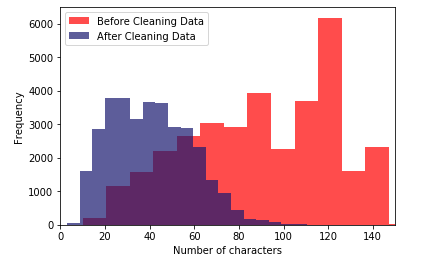 Before Cleaning Data
After Cleaning Data
6000
5000
4000
3000
2000
1000
0
Frequency
0 20 40 60 80 100 120 140
Number of characters